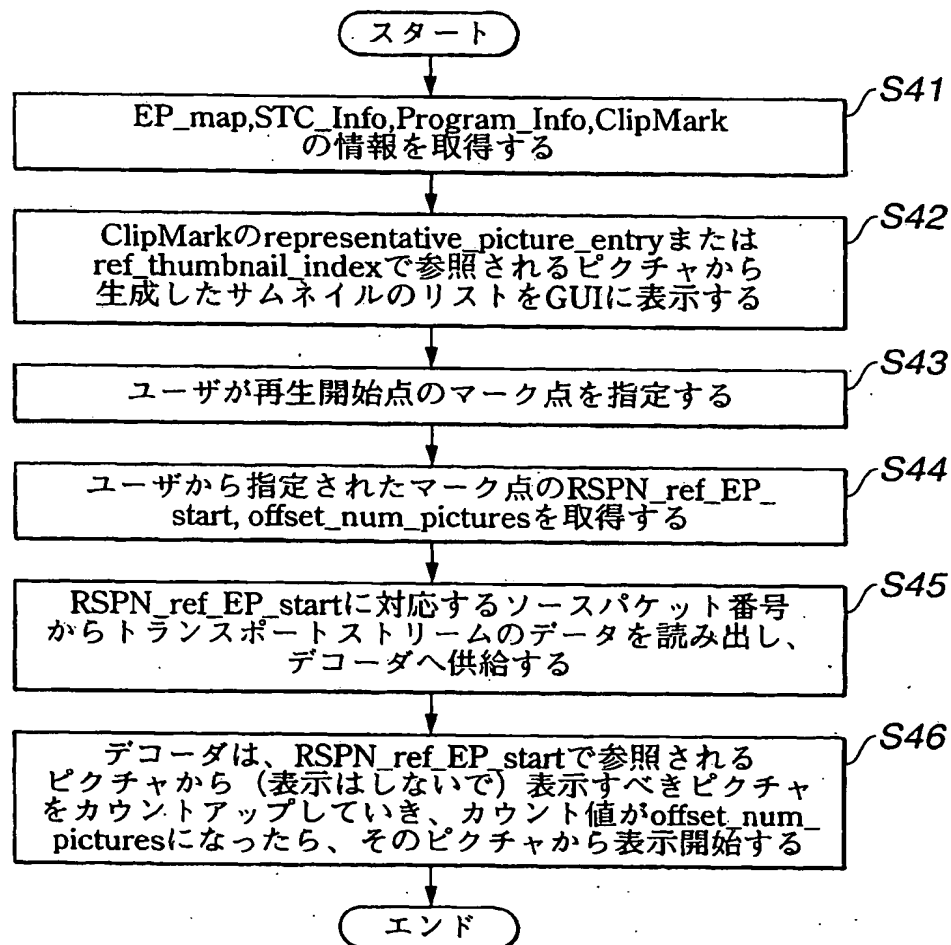 スタート
S41
EP_map,STC_Info,Program_Info,ClipMark
の情報を取得する
S42
ClipMarkのrepresentative_picture_entryまたは
ref_thumbnail_indexで参照されるピクチャから
生成したサムネイルのリストをGUIに表示する
S43
ユーザが再生開始点のマーク点を指定する
S44
ユーザから指定されたマーク点のRSPN_ref_EP_
start, offset_num_picturesを取得する
S45
RSPN_ref_EP_startに対応するソースパケット番号
からトランスポートストリームのデータを読み出し、
デコーダへ供給する
S46
デコーダは、RSPN_ref_EP_startで参照される
ピクチャから（表示はしないで）表示すべきピクチャ
をカウントアップしていき、カウント値がoffset_num_
picturesになったら、そのピクチャから表示開始する
エンド